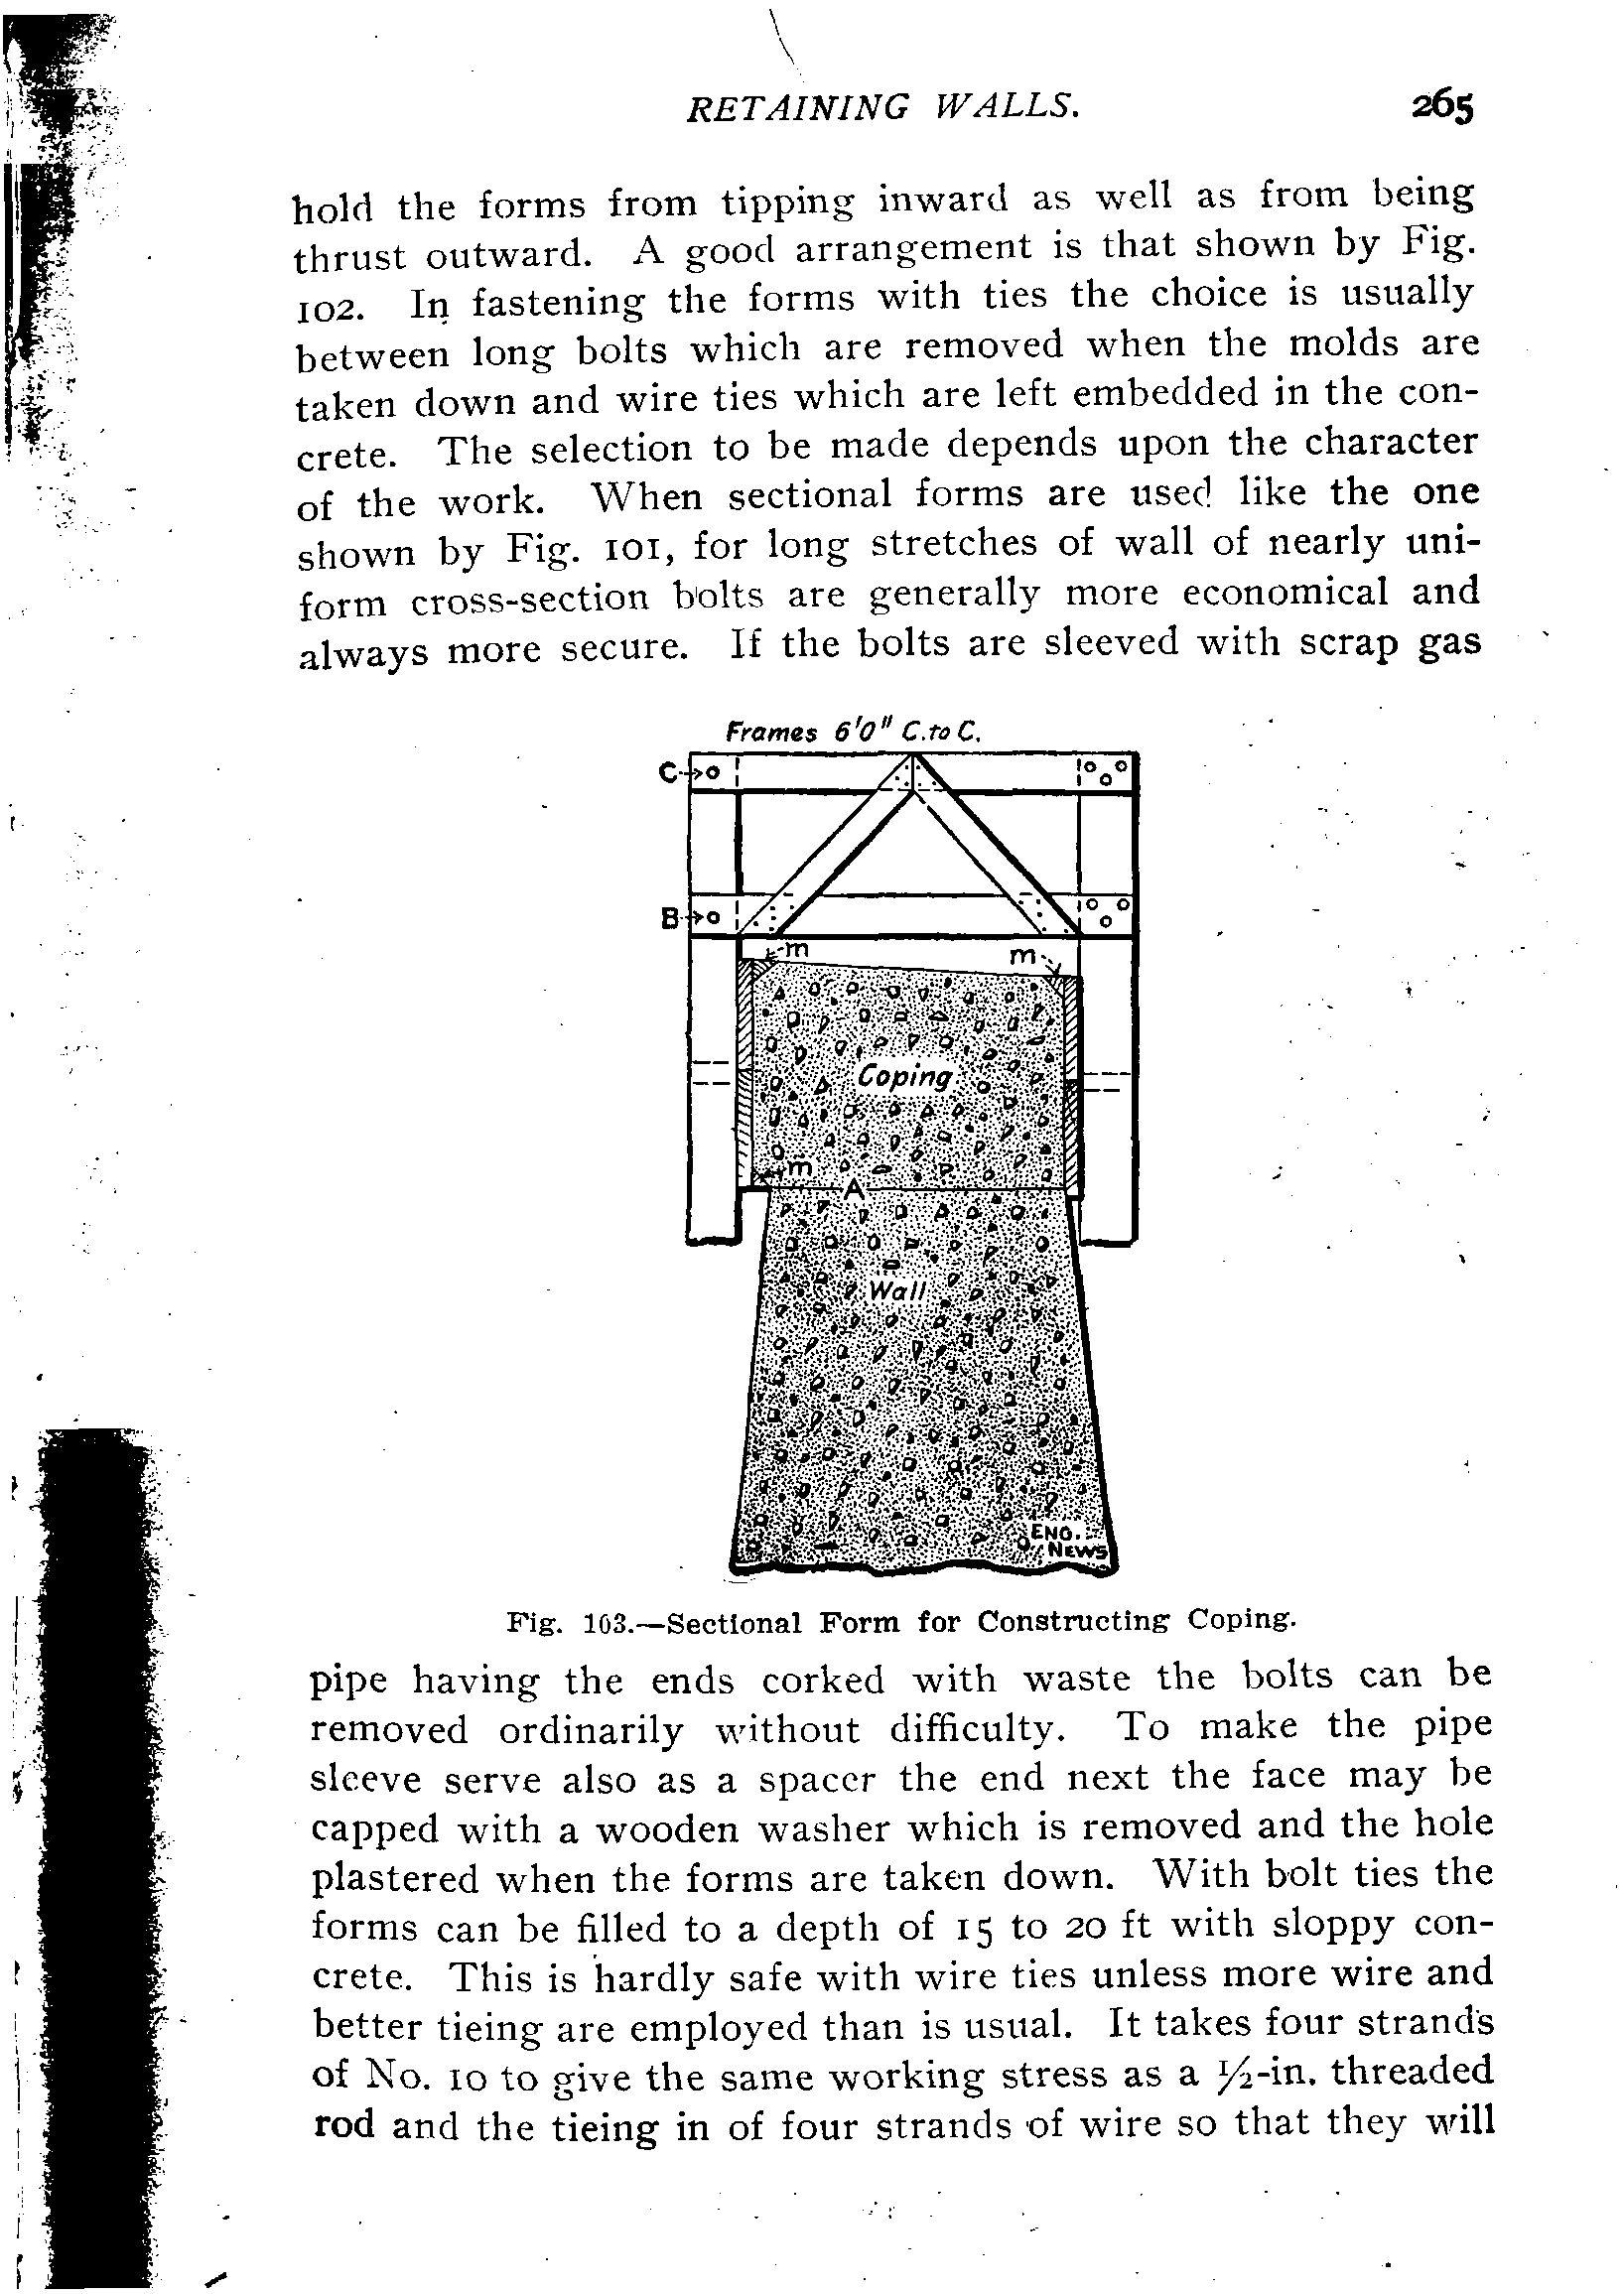 RETAINING WALLS. 265
hold the forms from tipping inward as well as from being
thrust outward. A good arrangement is that shown by Fig.
102. In fastening the forms with ties the choice is usually
between long bolts which are removed when the molds are
taken down and wire ties which are left embedded in the con-
crete. The selection to be made depends upon the character
of the work. When sectional forms are used like the one
shown by Fig. 101, for long stretches of wall of nearly uni-
form cross-section bolts are generally more economical and
always more secure. If the bolts are sleeved with scrap gas
Frames 6'0" C.to C.
C
B
m
m
Coping
m
A
Wall
ENG.
NEWS
Fig. 103.—Sectional Form for Constructing Coping.
pipe having the ends corked with waste the bolts can be
removed ordinarily without difficulty. To make the pipe
sleeve serve also as a spacer the end next the face may be
capped with a wooden washer which is removed and the hole
plastered when the forms are taken down. With bolt ties the
forms can be filled to a depth of 15 to 20 ft with sloppy con-
crete. This is hardly safe with wire ties unless more wire and
better tieing are employed than is usual. It takes four strands
of No. 10 to give the same working stress as a ½-in. threaded
rod and the tieing in of four strands of wire so that they will